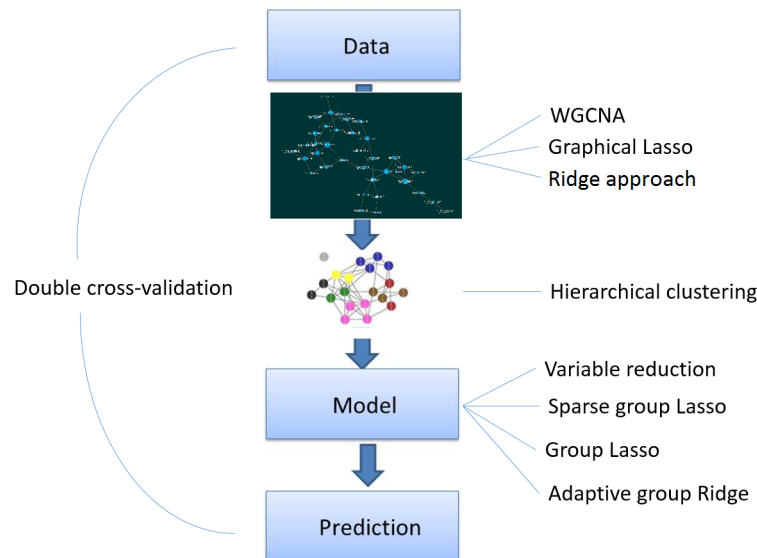 Data
WGCNA
Graphical Lasso
Ridge approach
Double cross-validation
Hierarchical clustering
Variable reduction
Model
Sparse group Lasso
Group Lasso
Adaptive group Ridge
Prediction